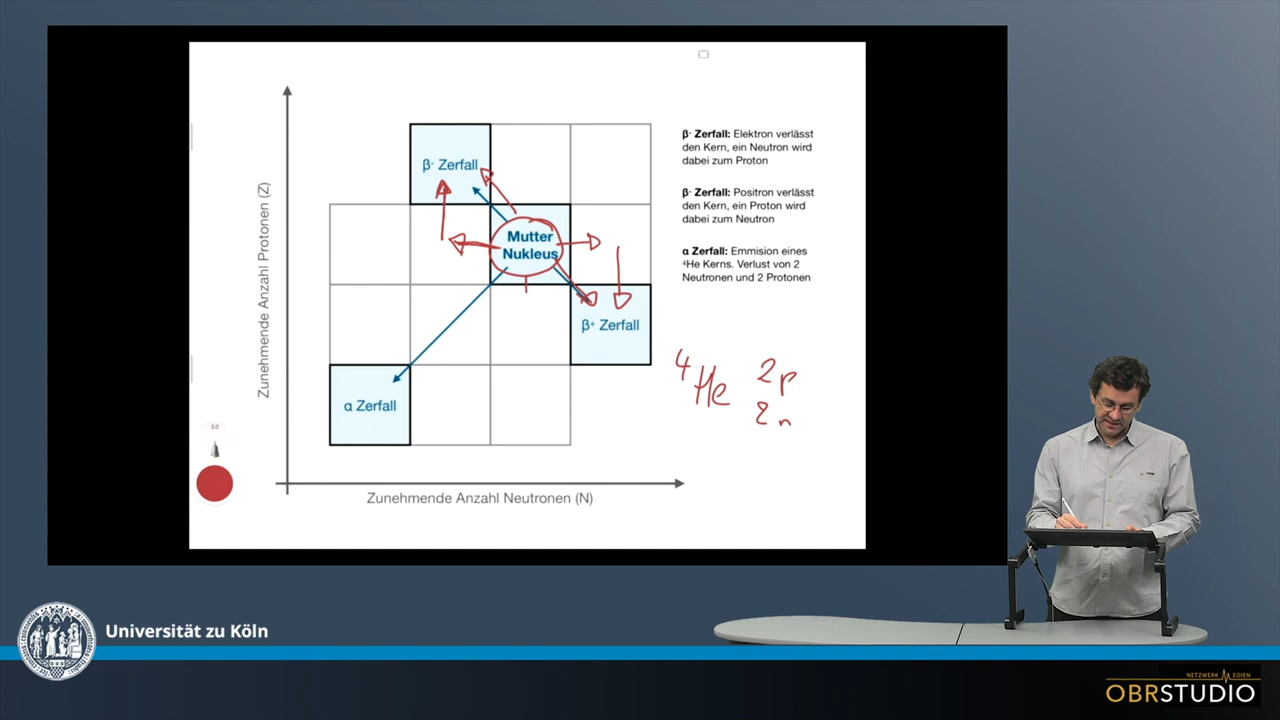 β- Zerfall
Mutter
Nukleus
β+ Zerfall
α Zerfall
Zunehmende Anzahl Protonen (Z)
Zunehmende Anzahl Neutronen (N)
β- Zerfall: Elektron verlässt
den Kern, ein Neutron wird
dabei zum Proton
β- Zerfall: Positron verlässt
den Kern, ein Proton wird
dabei zum Neutron
α Zerfall: Emmision eines
⁴He Kerns. Verlust von 2
Neutronen und 2 Protonen
⁴He 2p
2n
Universität zu Köln
NETZWERK MEDIEN
OBRSTUDIO